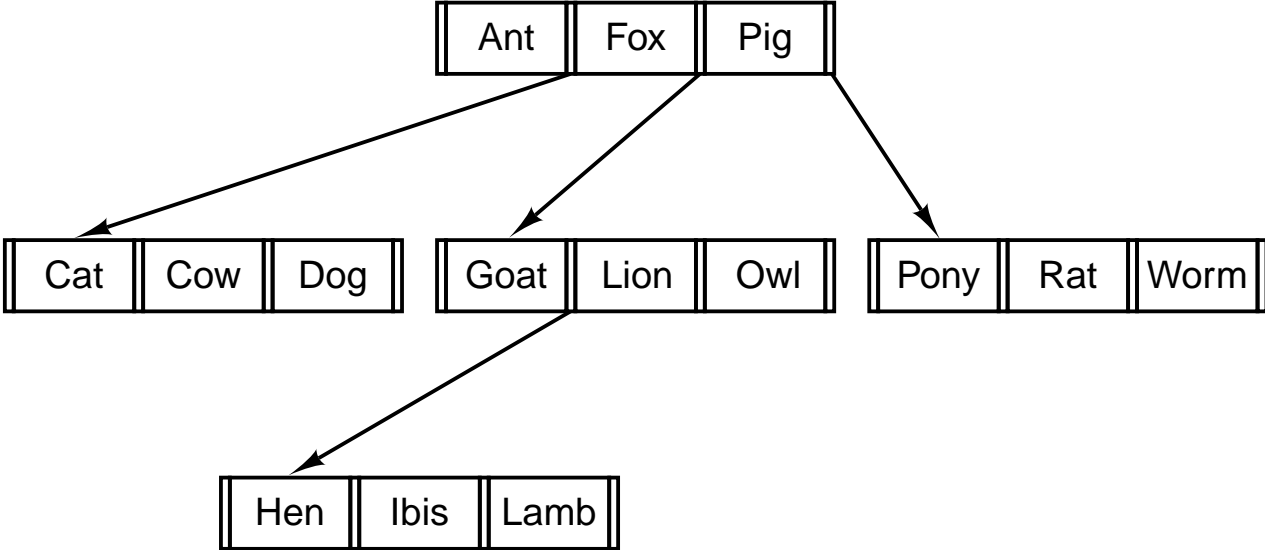 Ant Fox Pig
Cat Cow Dog Goat Lion Owl Pony Rat Worm
Hen Ibis Lamb